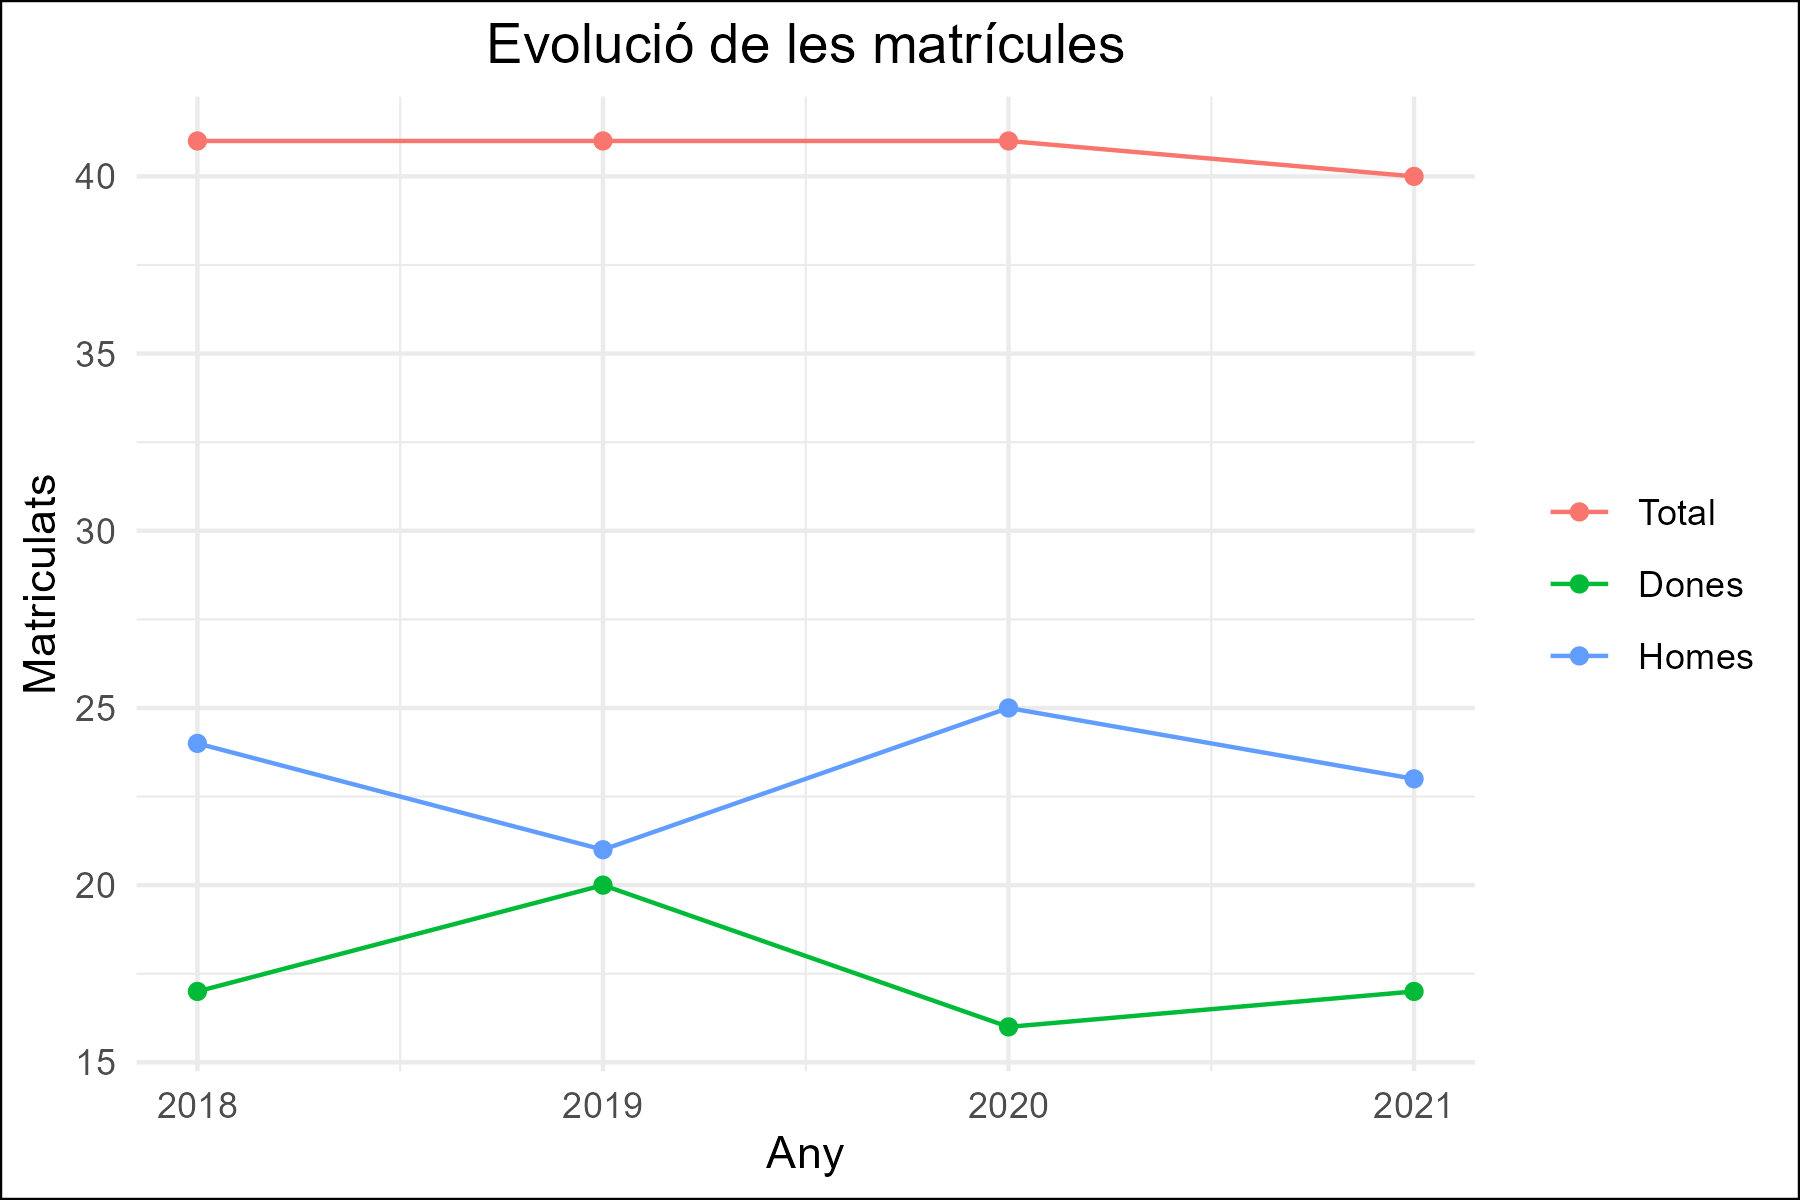 Evolució de les matrícules
40
35
30
25
20
15
Matriculats
2018 2019 2020 2021
Any
Total
Dones
Homes